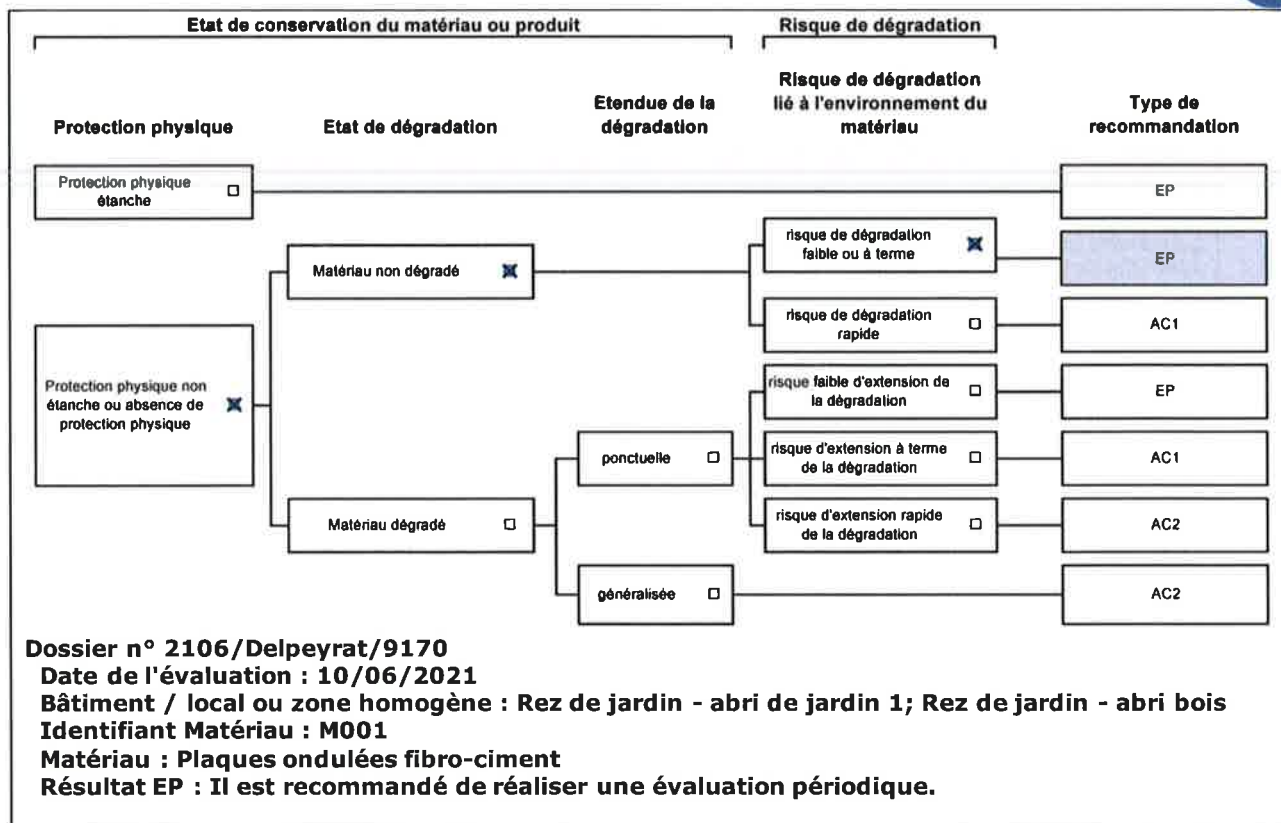 Etat de conservation du matériau ou produit
Risque de dégradation
Protection physique
Etat de dégradation
Etendue de la
dégradation
Risque de dégradation
lié à l'environnement du
matériau
Type de
recommandation
Protection physique
étanche
EP
risque de dégradation
faible ou à terme
EP
Matériau non dégradé
risque de dégradation
rapide
AC1
Protection physique non
étanche ou absence de
protection physique
risque faible d'extension de
la dégradation
EP
ponctuelle
risque d'extension à terme
de la dégradation
AC1
Matériau dégradé
risque d'extension rapide
de la dégradation
AC2
généralisée
AC2
Dossier n° 2106/Delpeyrat/9170
Date de l'évaluation : 10/06/2021
Bâtiment / local ou zone homogène : Rez de jardin - abri de jardin 1; Rez de jardin - abri bois
Identifiant Matériau : M001
Matériau : Plaques ondulées fibro-ciment
Résultat EP : Il est recommandé de réaliser une évaluation périodique.